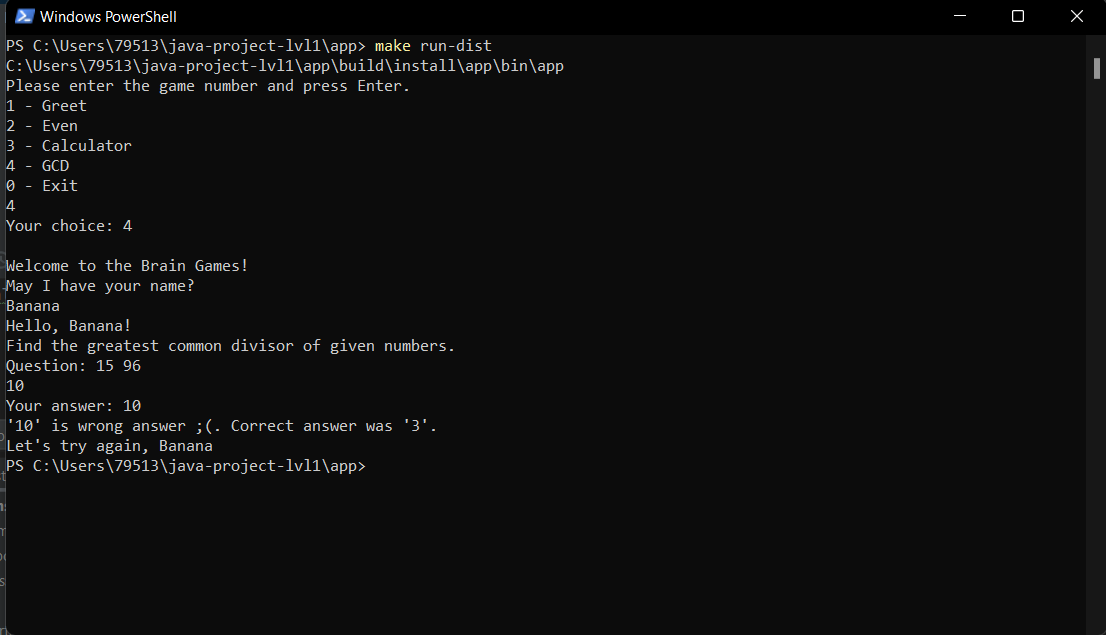 Windows PowerShell
PS C:\Users\79513\java-project-lvl1\app> make run-dist
C:\Users\79513\java-project-lvl1\app\build\install\app\bin\app
Please enter the game number and press Enter.
1 - Greet
2 - Even
3 - Calculator
4 - GCD
0 - Exit
4
Your choice: 4
Welcome to the Brain Games!
May I have your name?
Banana
Hello, Banana!
Find the greatest common divisor of given numbers.
Question: 15 96
10
Your answer: 10
'10' is wrong answer ;(. Correct answer was '3'.
Let's try again, Banana
PS C:\Users\79513\java-project-lvl1\app>